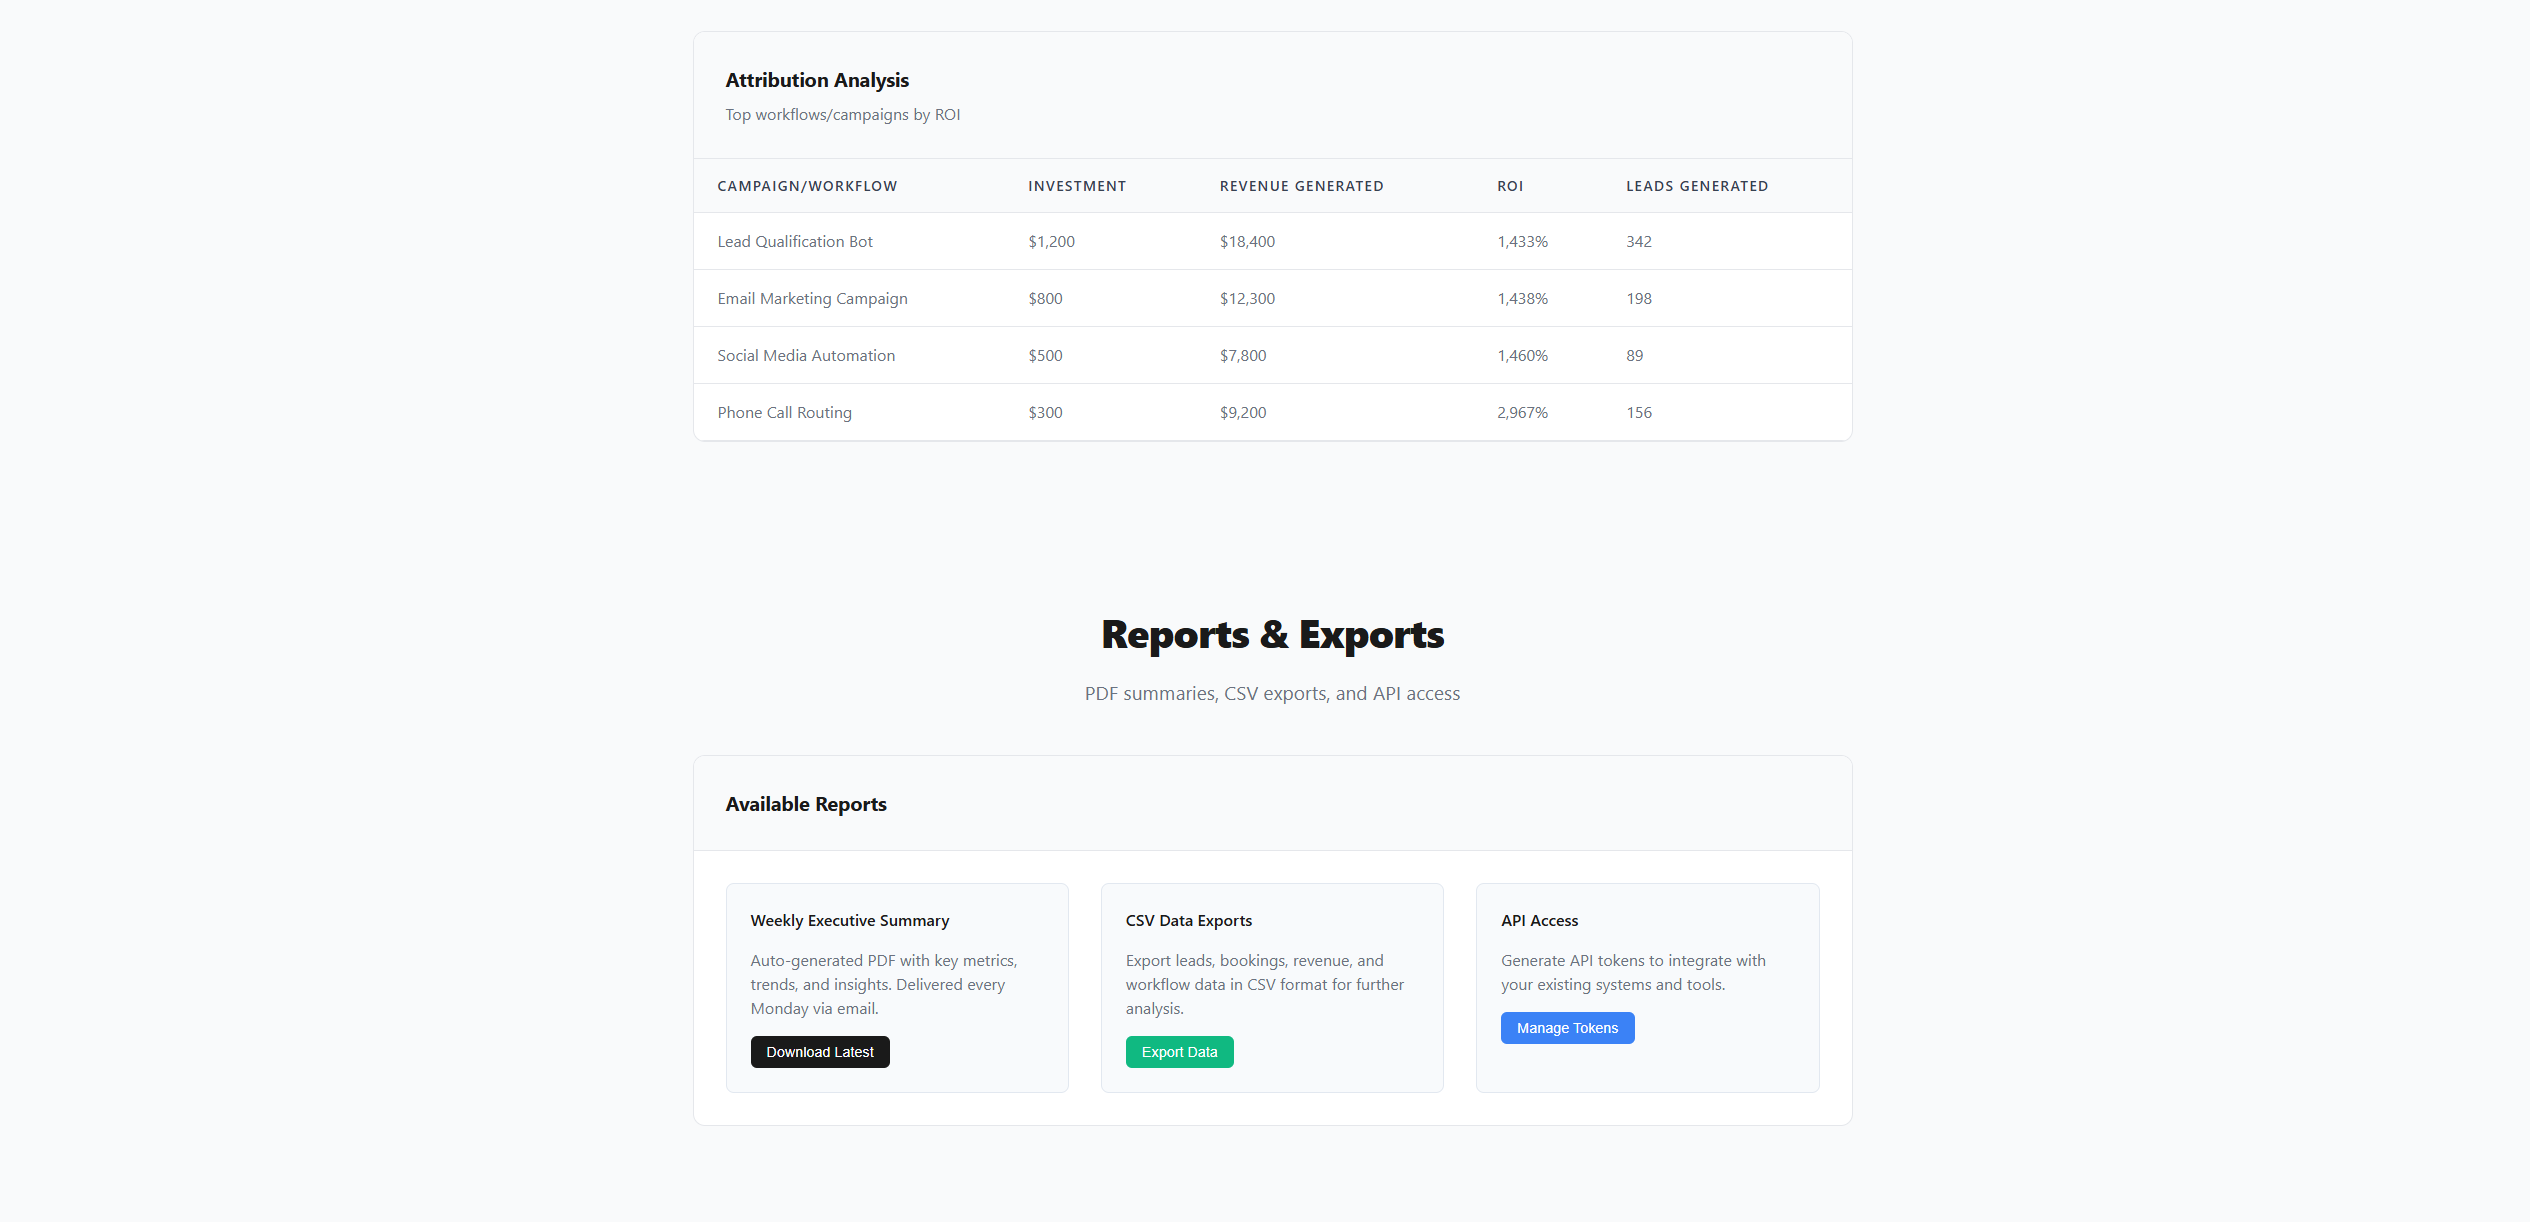 Attribution Analysis
Top workflows/campaigns by ROI
CAMPAIGN/WORKFLOW INVESTMENT REVENUE GENERATED ROI LEADS GENERATED
Lead Qualification Bot $1,200 $18,400 1,433% 342
Email Marketing Campaign $800 $12,300 1,438% 198
Social Media Automation $500 $7,800 1,460% 89
Phone Call Routing $300 $9,200 2,967% 156
Reports & Exports
PDF summaries, CSV exports, and API access
Available Reports
Weekly Executive Summary
Auto-generated PDF with key metrics,
trends, and insights. Delivered every
Monday via email.
Download Latest
CSV Data Exports
Export leads, bookings, revenue, and
workflow data in CSV format for further
analysis.
Export Data
API Access
Generate API tokens to integrate with
your existing systems and tools.
Manage Tokens